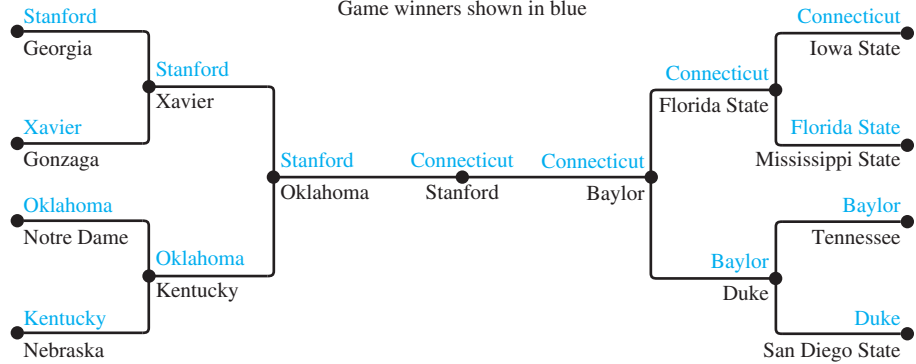 Game winners shown in blue
Stanford
Georgia
Stanford
Xavier
Xavier
Gonzaga
Stanford
Oklahoma
Oklahoma
Notre Dame
Oklahoma
Kentucky
Kentucky
Nebraska
Connecticut
Stanford
Connecticut
Baylor
Connecticut
Florida State
Connecticut
Iowa State
Florida State
Mississippi State
Baylor
Duke
Baylor
Tennessee
Duke
San Diego State